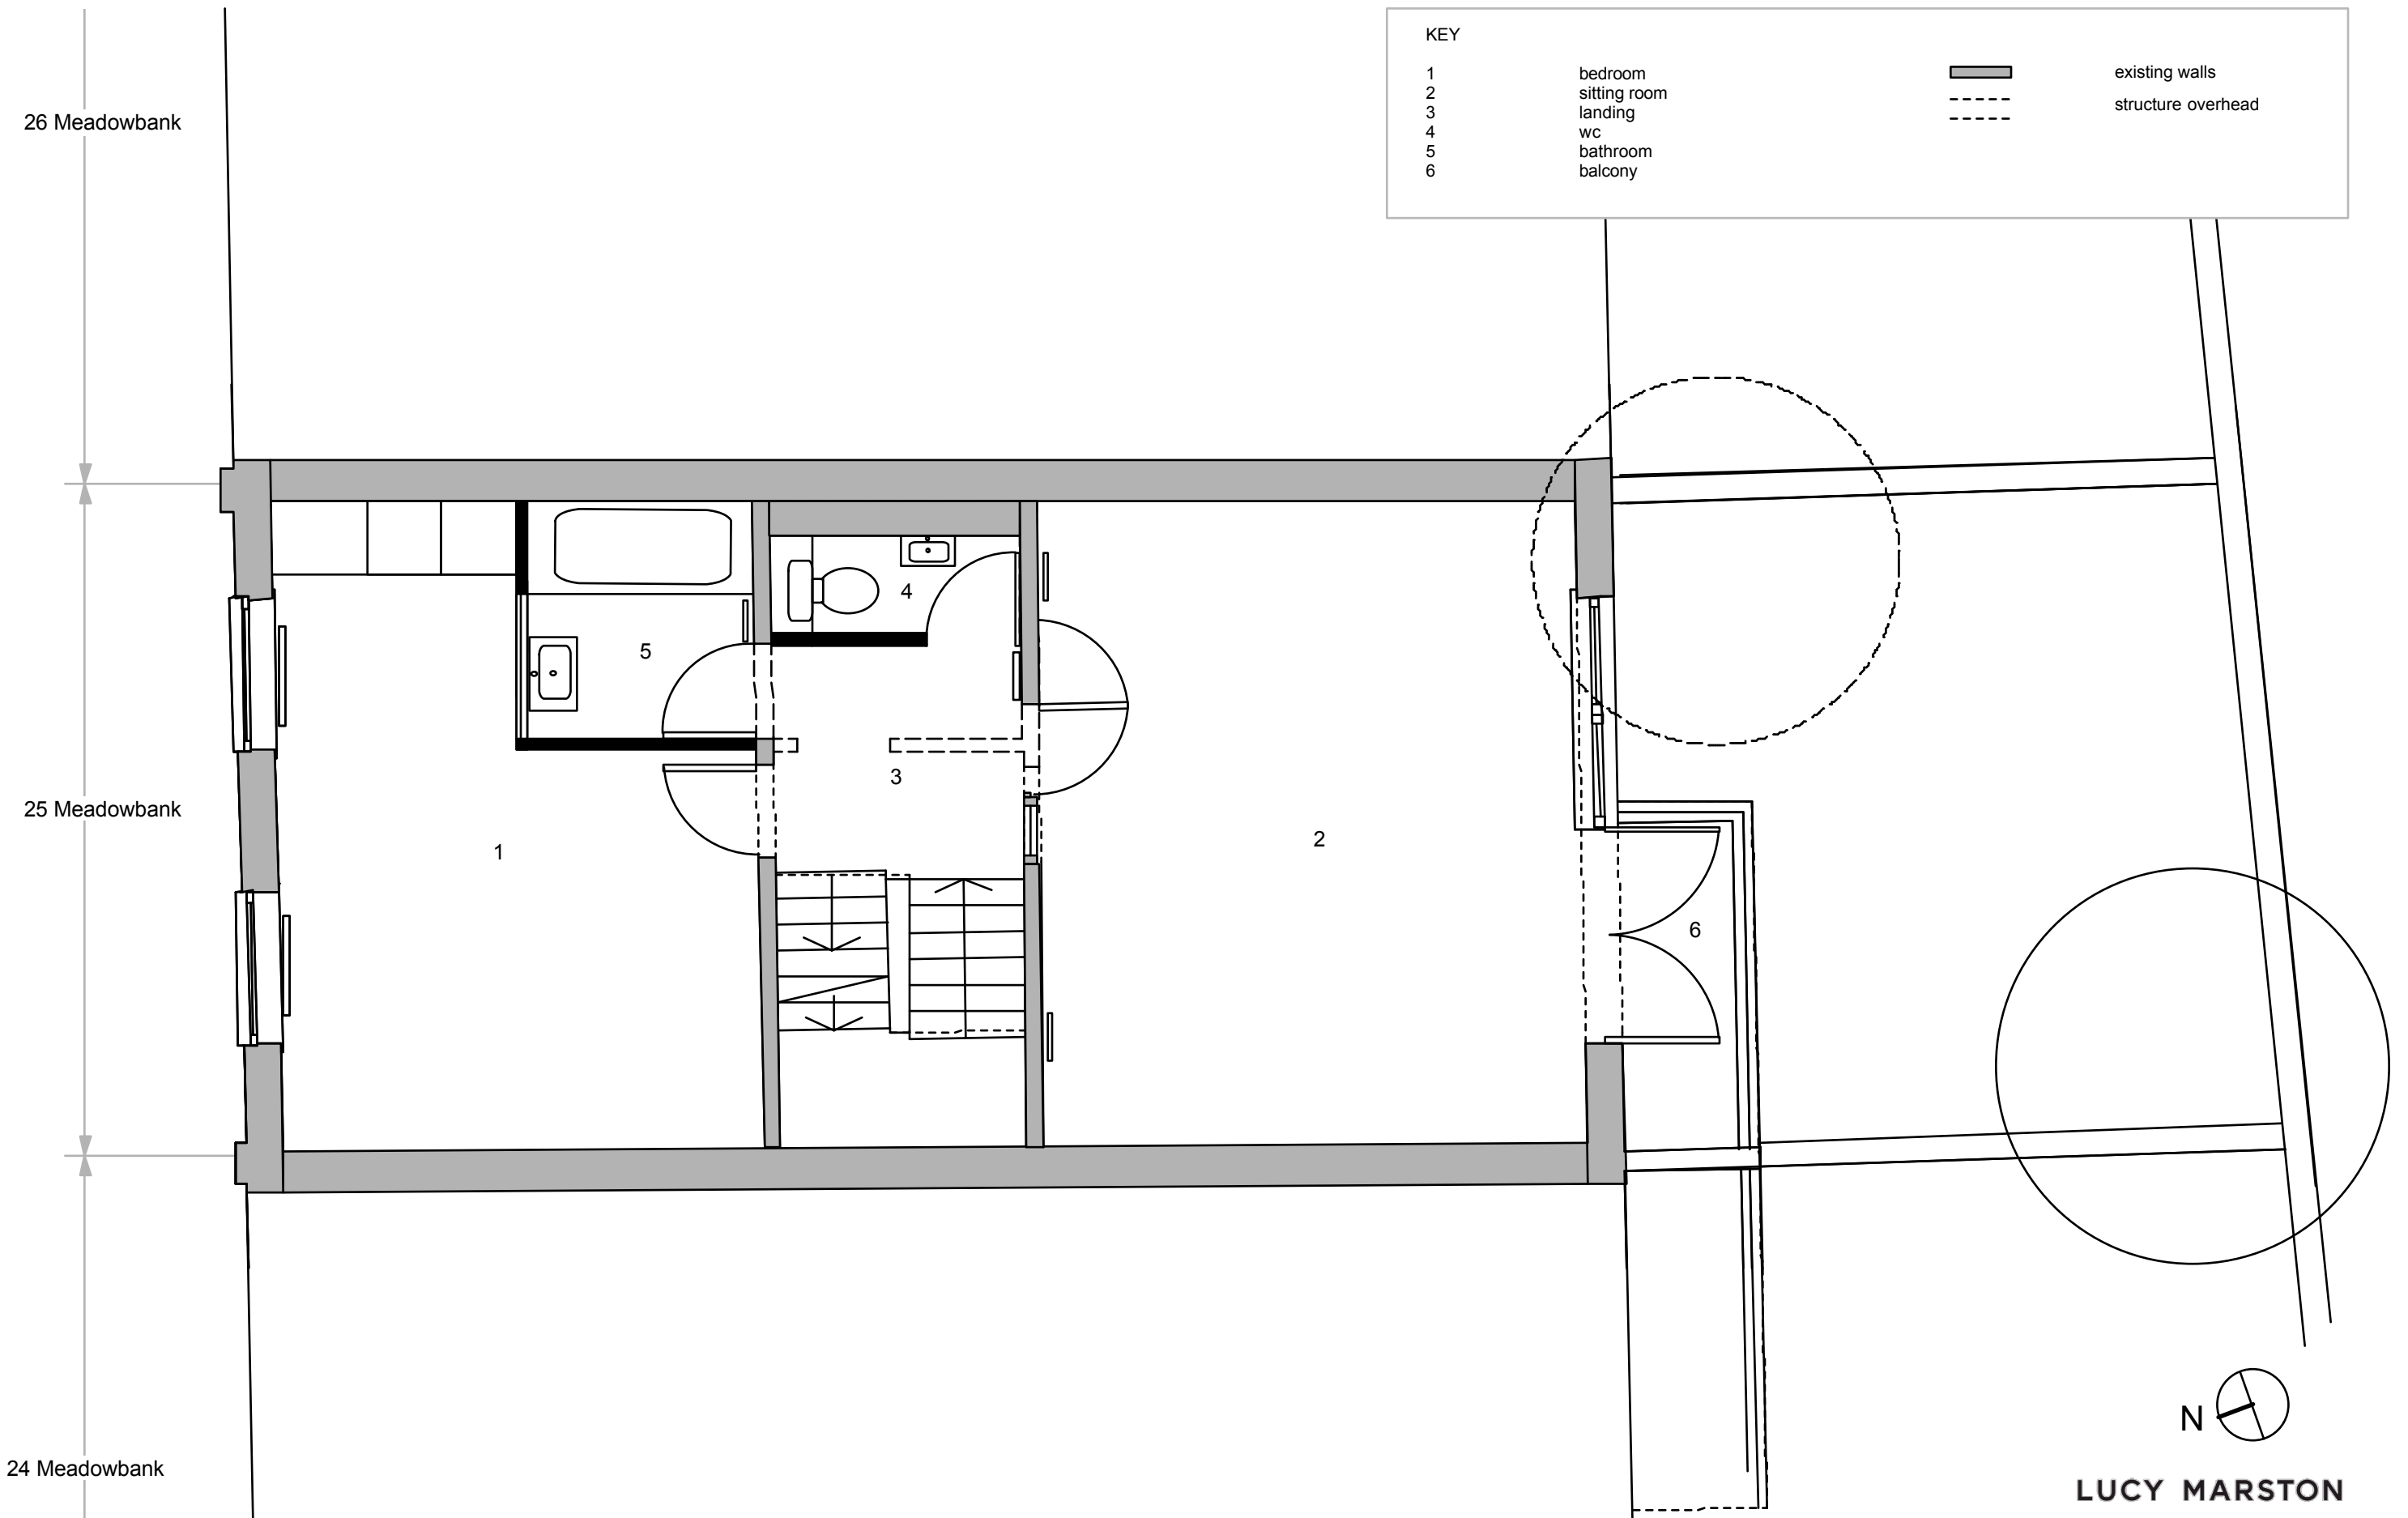 KEY
1 bedroom
2 sitting room
3 landing
4 wc
5 bathroom
6 balcony
existing walls
structure overhead
26 Meadowbank
25 Meadowbank
24 Meadowbank
4
5
3
1
2
6
N
LUCY MARSTON